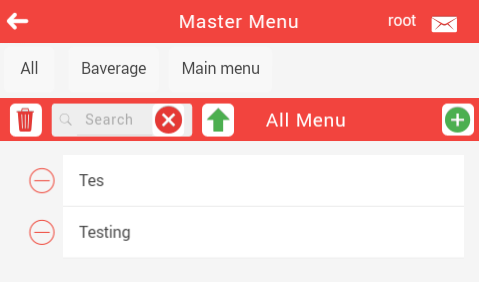 Master Menu root
All Baverage Main menu
Search All Menu
Tes
Testing